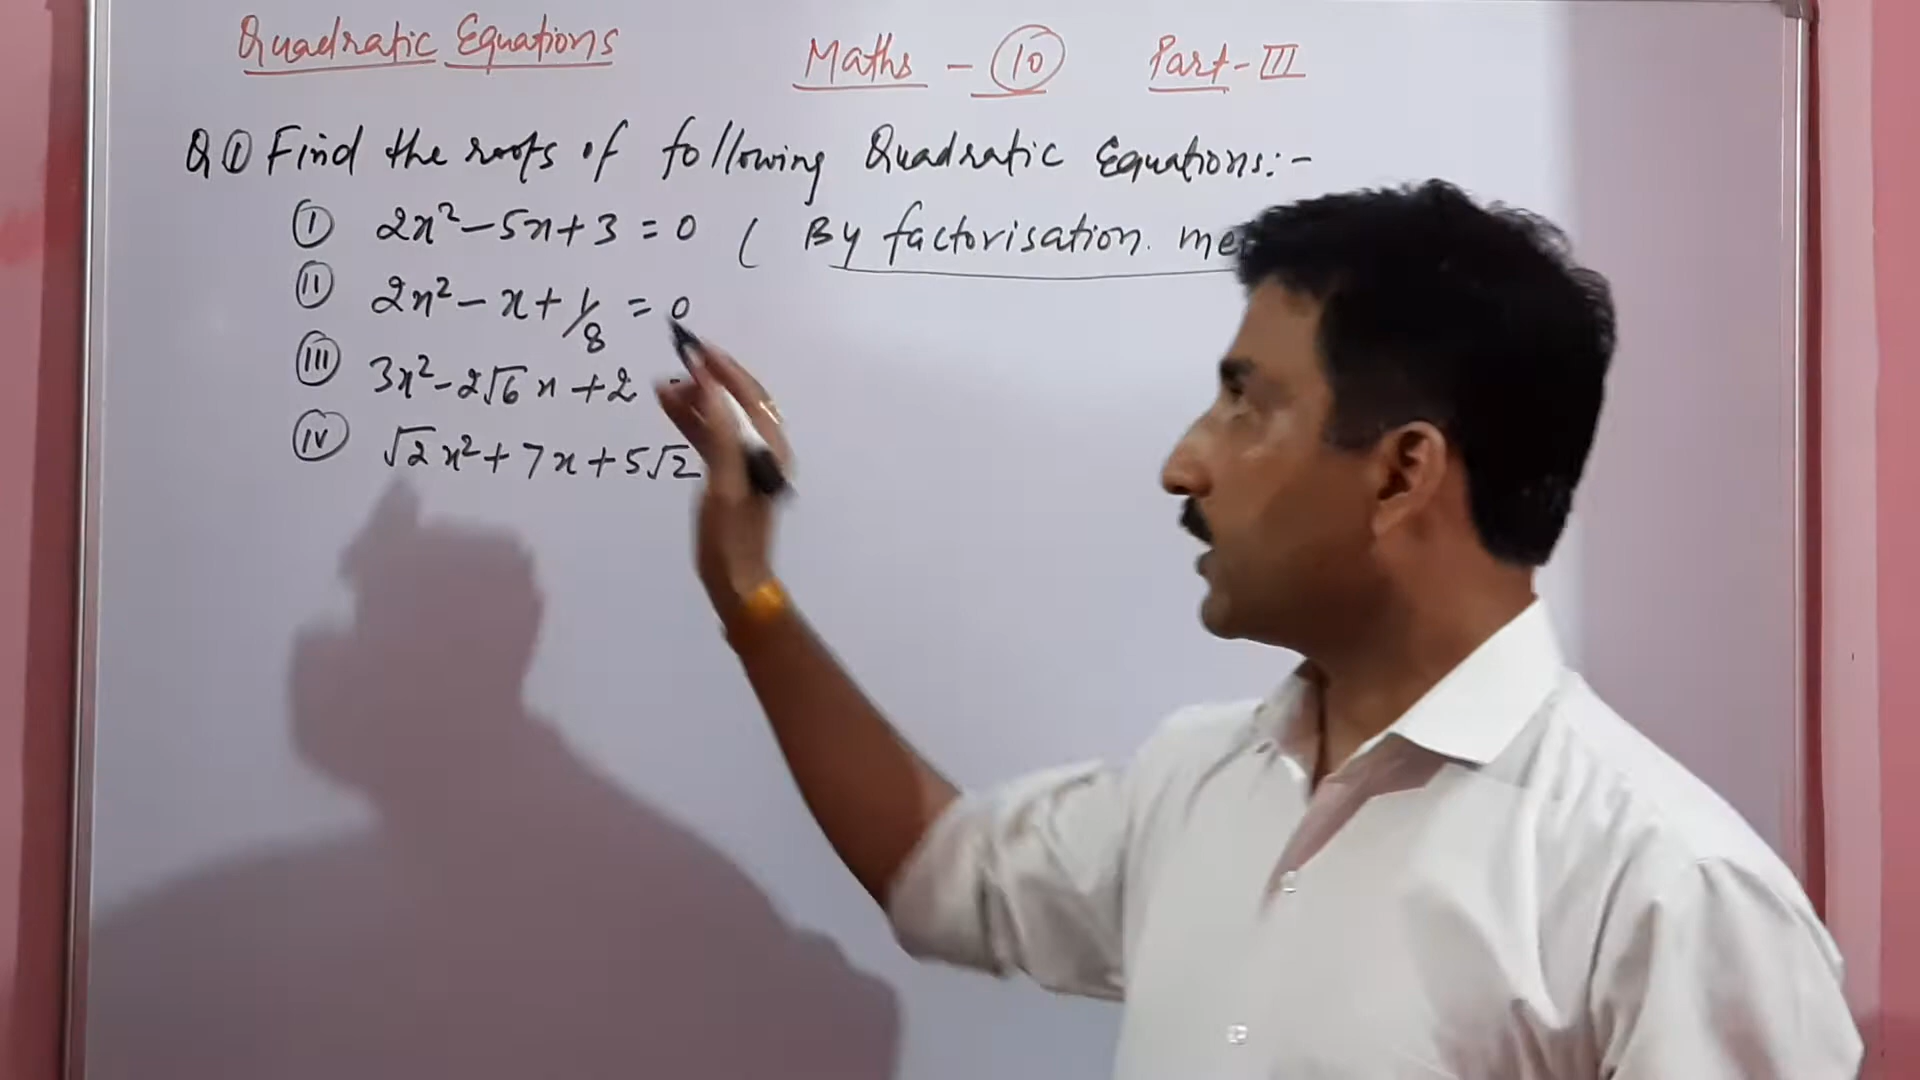 Quadratic Equations Maths - 10 Part - III
Q① Find the roots of following Quadratic Equations:-
(I) 2x² - 5x + 3 = 0 ( By factorisation
(II) 2x² - x + 1/8 = 0
(III) 3x² - 2√6 x + 2
(IV) √2 x² + 7x + 5√2